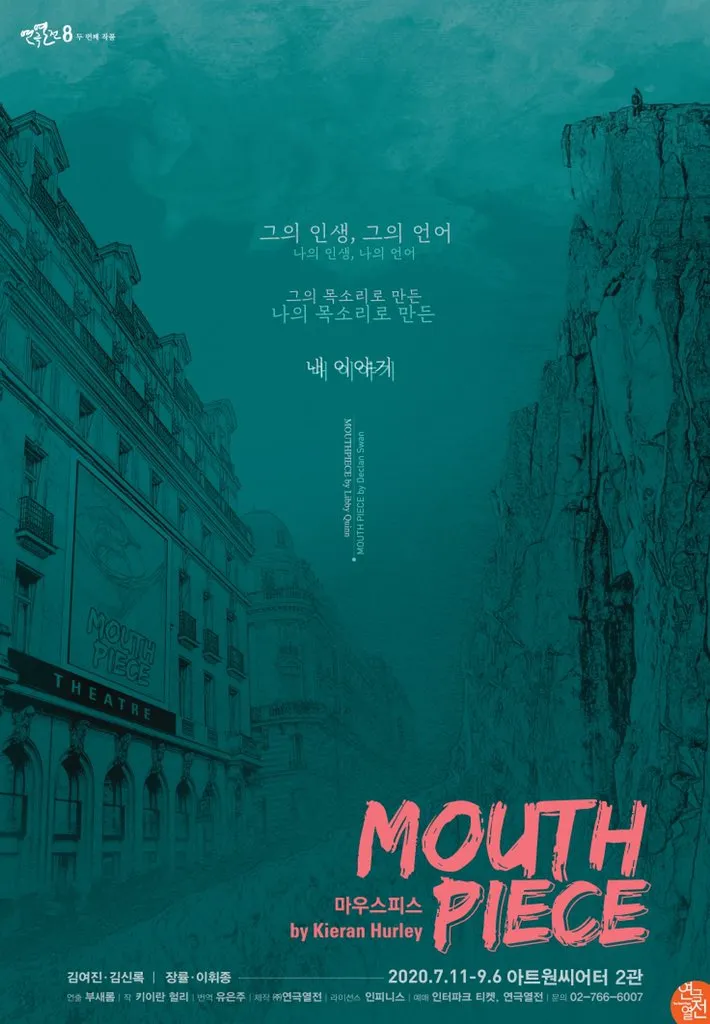 연극열전8 두 번째 작품
그의 인생, 그의 언어
나의 인생, 나의 언어
그의 목소리로 만든
나의 목소리로 만든
내 이야기
MOUTHPIECE by Libby Quinn
MOUTH PIECE by Declan Swan
MOUTH
PIECE
THEATRE
MOUTH
PIECE
마우스피스
by Kieran Hurley
김여진·김신록 | 장률·이휘종 2020.7.11-9.6 아트원씨어터 2관
연출 부새롬 | 작 키이란 헐리 | 번역 유은주 | 제작 ㈜연극열전 | 라이선스 인피니스 | 예매 인터파크 티켓, 연극열전 | 문의 02-766-6007
연극
열전